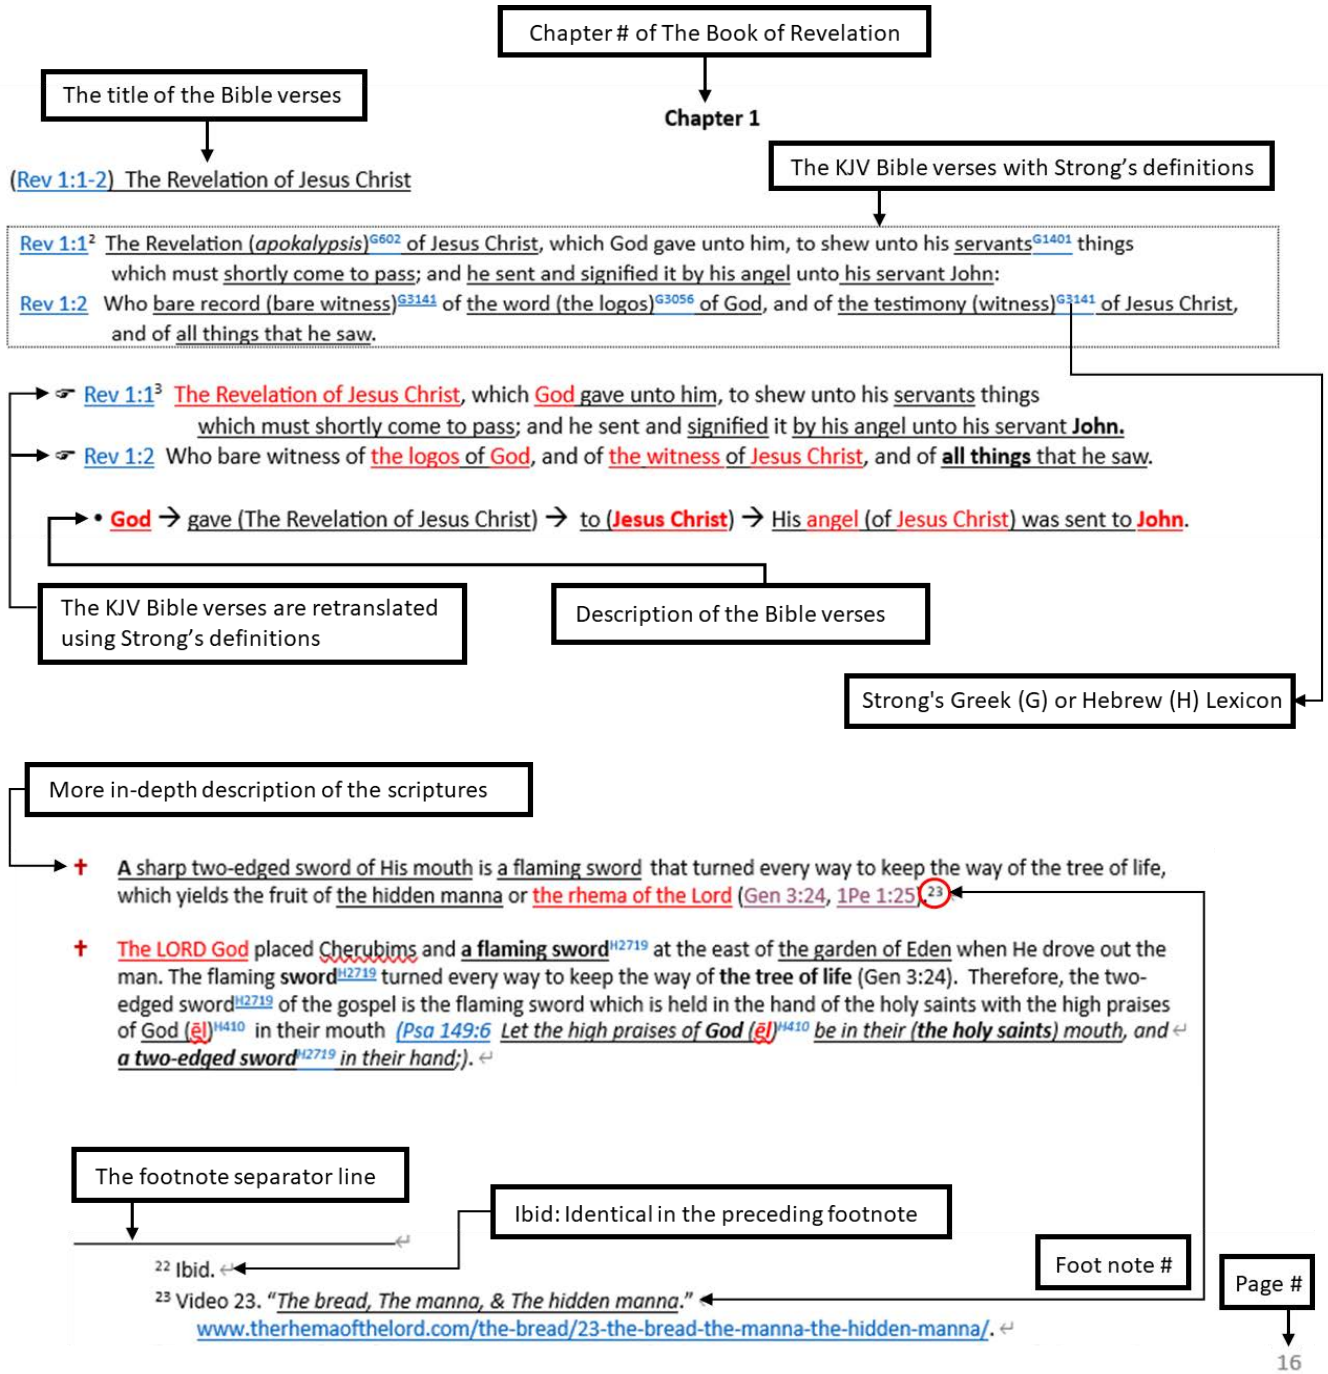 Chapter # of The Book of Revelation
The title of the Bible verses
Chapter 1
The KJV Bible verses with Strong's definitions
(Rev 1:1-2) The Revelation of Jesus Christ
Rev 1:1² The Revelation (apokalypsis)G602 of Jesus Christ, which God gave unto him, to shew unto his servantsG1401 things
which must shortly come to pass; and he sent and signified it by his angel unto his servant John:
Rev 1:2 Who bare record (bare witness)G3141 of the word (the logos)G3056 of God, and of the testimony (witness)G3141 of Jesus Christ,
and of all things that he saw.
☞ Rev 1:1³ The Revelation of Jesus Christ, which God gave unto him, to shew unto his servants things
which must shortly come to pass; and he sent and signified it by his angel unto his servant John.
☞ Rev 1:2 Who bare witness of the logos of God, and of the witness of Jesus Christ, and of all things that he saw.
• God → gave (The Revelation of Jesus Christ) → to (Jesus Christ) → His angel (of Jesus Christ) was sent to John.
The KJV Bible verses are retranslated
using Strong's definitions
Description of the Bible verses
Strong's Greek (G) or Hebrew (H) Lexicon
More in-depth description of the scriptures
✝ A sharp two-edged sword of His mouth is a flaming sword that turned every way to keep the way of the tree of life,
which yields the fruit of the hidden manna or the rhema of the Lord (Gen 3:24, 1Pe 1:25).²³
✝ The LORD God placed Cherubims and a flaming swordH2719 at the east of the garden of Eden when He drove out the
man. The flaming swordH2719 turned every way to keep the way of the tree of life (Gen 3:24). Therefore, the two-
edged swordH2719 of the gospel is the flaming sword which is held in the hand of the holy saints with the high praises
of God (ēl)H410 in their mouth (Psa 149:6 Let the high praises of God (ēl)H410 be in their (the holy saints) mouth, and ↵
a two-edged swordH2719 in their hand;). ↵
The footnote separator line
Ibid: Identical in the preceding footnote
Foot note #
Page #
²² Ibid. ↵
²³ Video 23. “The bread, The manna, & The hidden manna.”
www.therhemaofthelord.com/the-bread/23-the-bread-the-manna-the-hidden-manna/. ↵
16